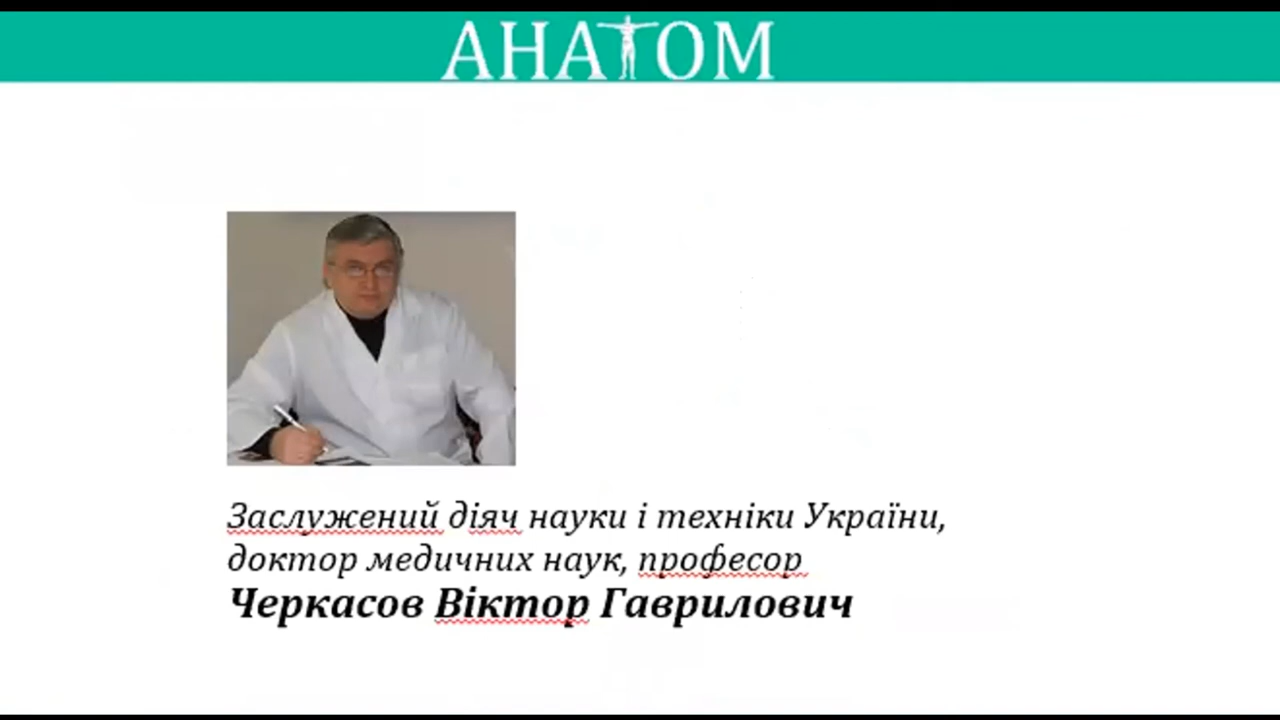 АНАТОМ
Заслужений діяч науки і техніки України,
доктор медичних наук, професор
Черкасов Віктор Гаврилович